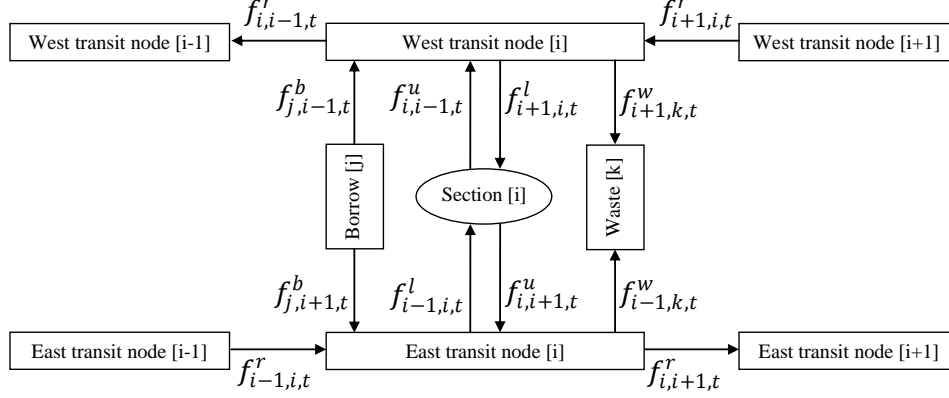 f^r_{i,i−1,t}
f^r_{i+1,i,t}
West transit node [i-1]
West transit node [i]
West transit node [i+1]
f^b_{j,i−1,t}
f^u_{i,i−1,t}
f^l_{i+1,i,t}
f^w_{i+1,k,t}
Borrow [j]
Section [i]
Waste [k]
f^b_{j,i+1,t}
f^l_{i−1,i,t}
f^u_{i,i+1,t}
f^w_{i−1,k,t}
East transit node [i-1]
East transit node [i]
East transit node [i+1]
f^r_{i−1,i,t}
f^r_{i,i+1,t}